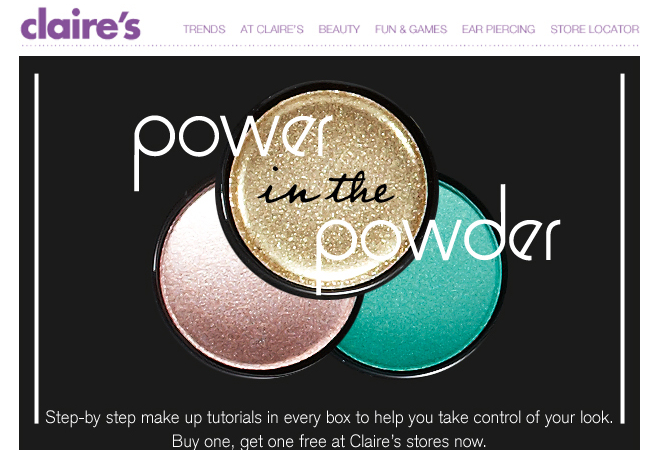 claire's
TRENDS AT CLAIRE'S BEAUTY FUN & GAMES EAR PIERCING STORE LOCATOR
power
in the
powder
Step-by step make up tutorials in every box to help you take control of your look.
Buy one, get one free at Claire's stores now.